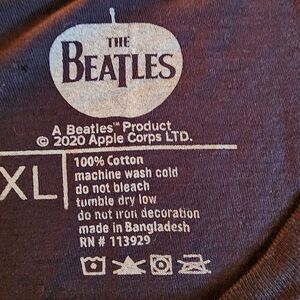 THE
BEATLES
A Beatles™ Product
© 2020 Apple Corps LTD.
XL
100% Cotton
machine wash cold
do not bleach
tumble dry low
do not iron decoration
made in Bangladesh
RN # 113929